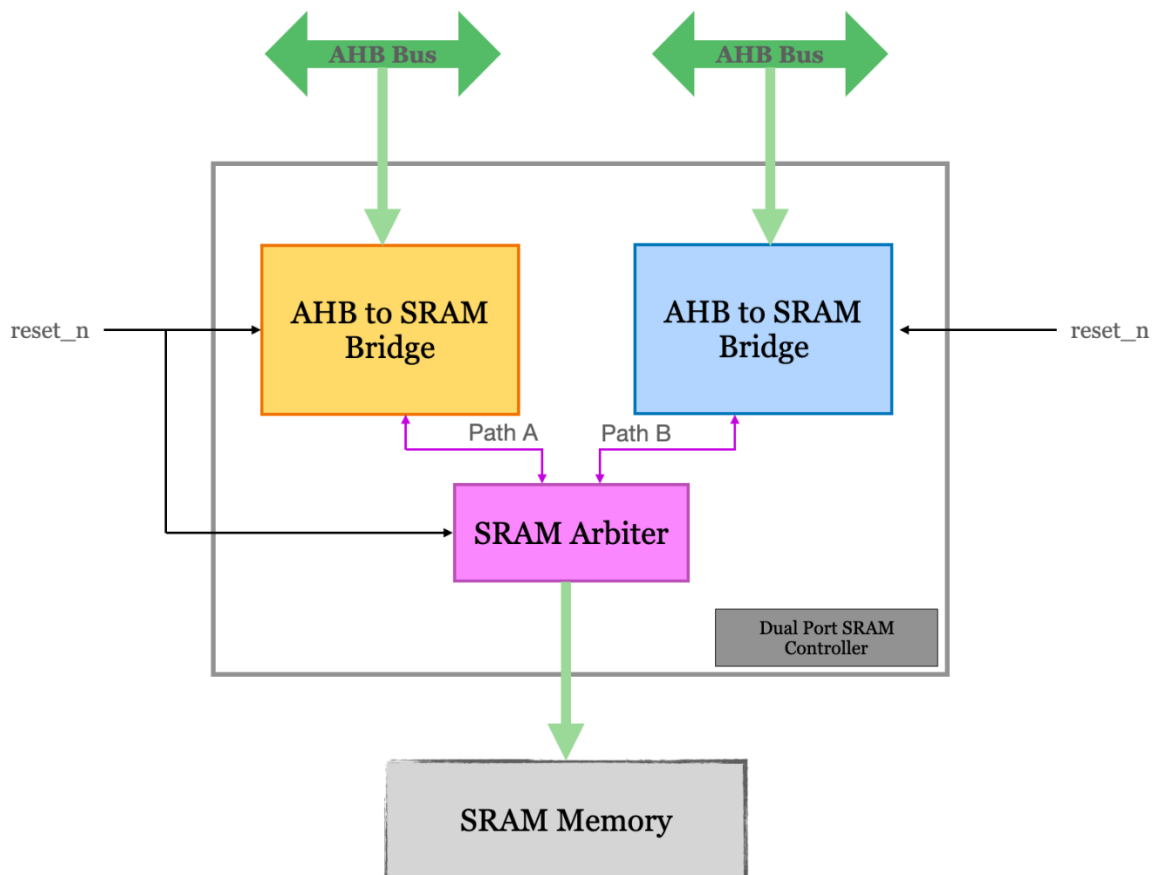 AHB Bus
AHB Bus
AHB to SRAM
Bridge
AHB to SRAM
Bridge
reset_n
reset_n
Path A
Path B
SRAM Arbiter
Dual Port SRAM
Controller
SRAM Memory